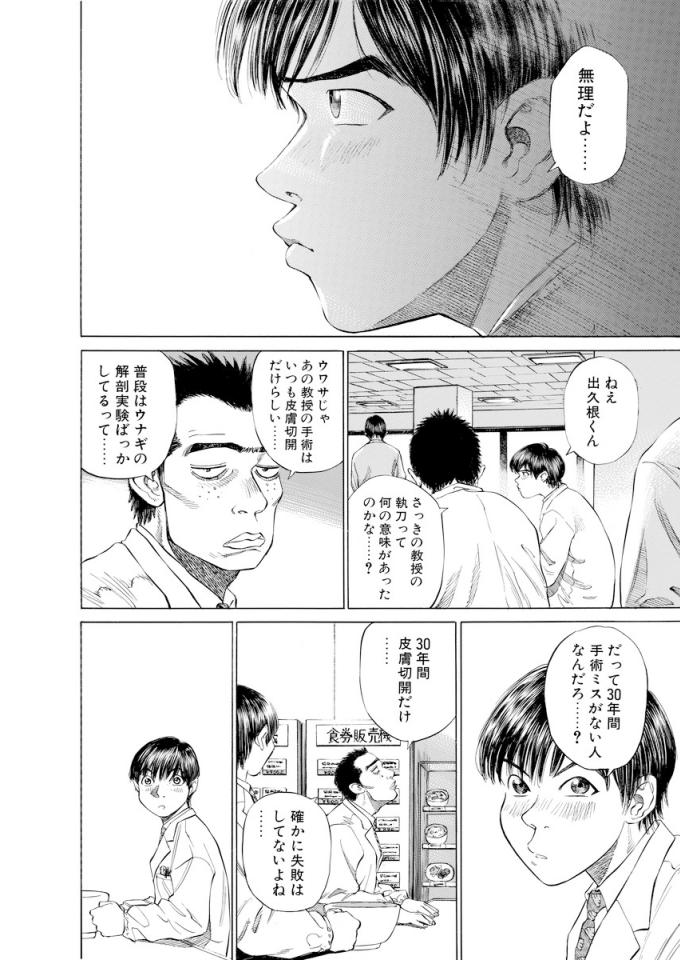 無理だよ……
ねえ
出久根くん
さっきの教授の
執刀って
何の意味があった
のかな……？
ウワサじゃ
あの教授の手術は
いつも皮膚切開
だけらしい……
普段はウナギの
解剖実験ばっか
してるって……
だって30年間
手術ミスがない人
なんだろ……？
30年間
皮膚切開だけ
……
食券販売機
確かに失敗は
してないよね
……